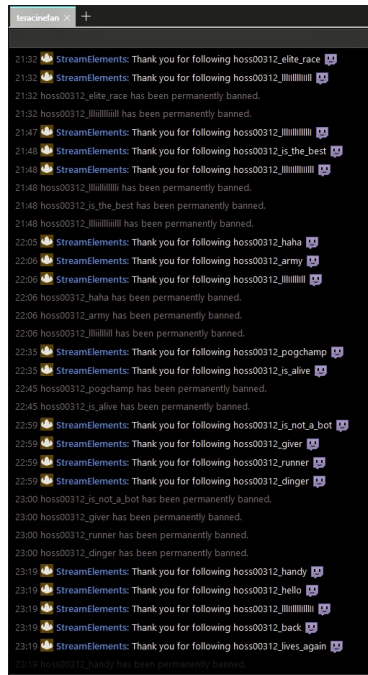 teracinefan × +
21:32 StreamElements: Thank you for following hoss00312_elite_race
21:32 StreamElements: Thank you for following
21:32 hoss00312_elite_race has been permanently banned.
21:32 has been permanently banned.
21:47 StreamElements: Thank you for following
21:48 StreamElements: Thank you for following hoss00312_is_the_best
21:48 StreamElements: Thank you for following
21:48 has been permanently banned.
21:48 hoss00312_is_the_best has been permanently banned.
21:48 has been permanently banned.
22:05 StreamElements: Thank you for following hoss00312_haha
22:06 StreamElements: Thank you for following hoss00312_army
22:06 StreamElements: Thank you for following
22:06 hoss00312_haha has been permanently banned.
22:06 hoss00312_army has been permanently banned.
22:06 has been permanently banned.
22:35 StreamElements: Thank you for following hoss00312_pogchamp
22:35 StreamElements: Thank you for following hoss00312_is_alive
22:45 hoss00312_pogchamp has been permanently banned.
22:45 hoss00312_is_alive has been permanently banned.
22:59 StreamElements: Thank you for following hoss00312_is_not_a_bot
22:59 StreamElements: Thank you for following hoss00312_giver
22:59 StreamElements: Thank you for following hoss00312_runner
22:59 StreamElements: Thank you for following hoss00312_dinger
23:00 hoss00312_is_not_a_bot has been permanently banned.
23:00 hoss00312_giver has been permanently banned.
23:00 hoss00312_runner has been permanently banned.
23:00 hoss00312_dinger has been permanently banned.
23:19 StreamElements: Thank you for following hoss00312_handy
23:19 StreamElements: Thank you for following hoss00312_hello
23:19 StreamElements: Thank you for following
23:19 StreamElements: Thank you for following hoss00312_back
23:19 StreamElements: Thank you for following hoss00312_lives_again
23:19 hoss00312_handy has been permanently banned.